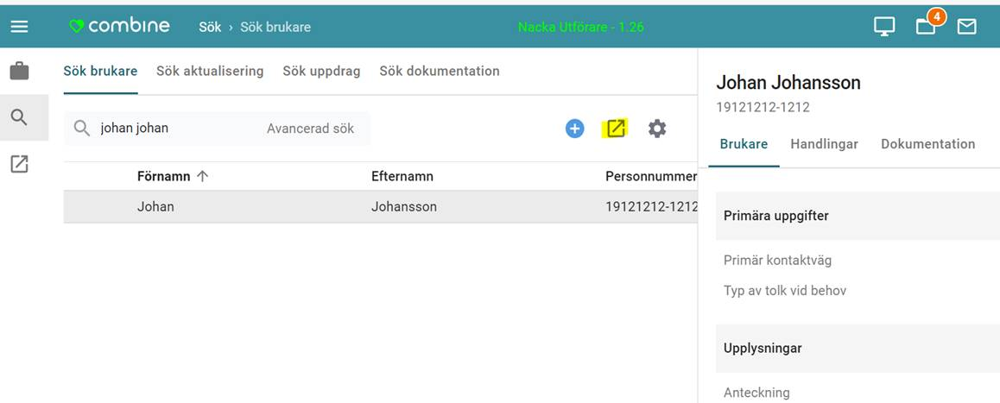 combine Sök › Sök brukare Nacka Utförare - 1.26 4
Sök brukare Sök aktualisering Sök uppdrag Sök dokumentation
johan johan Avancerad sök
Förnamn Efternamn Personnummer
Johan Johansson 19121212-1212
Johan Johansson
19121212-1212
Brukare Handlingar Dokumentation
Primära uppgifter
Primär kontaktväg
Typ av tolk vid behov
Upplysningar
Anteckning